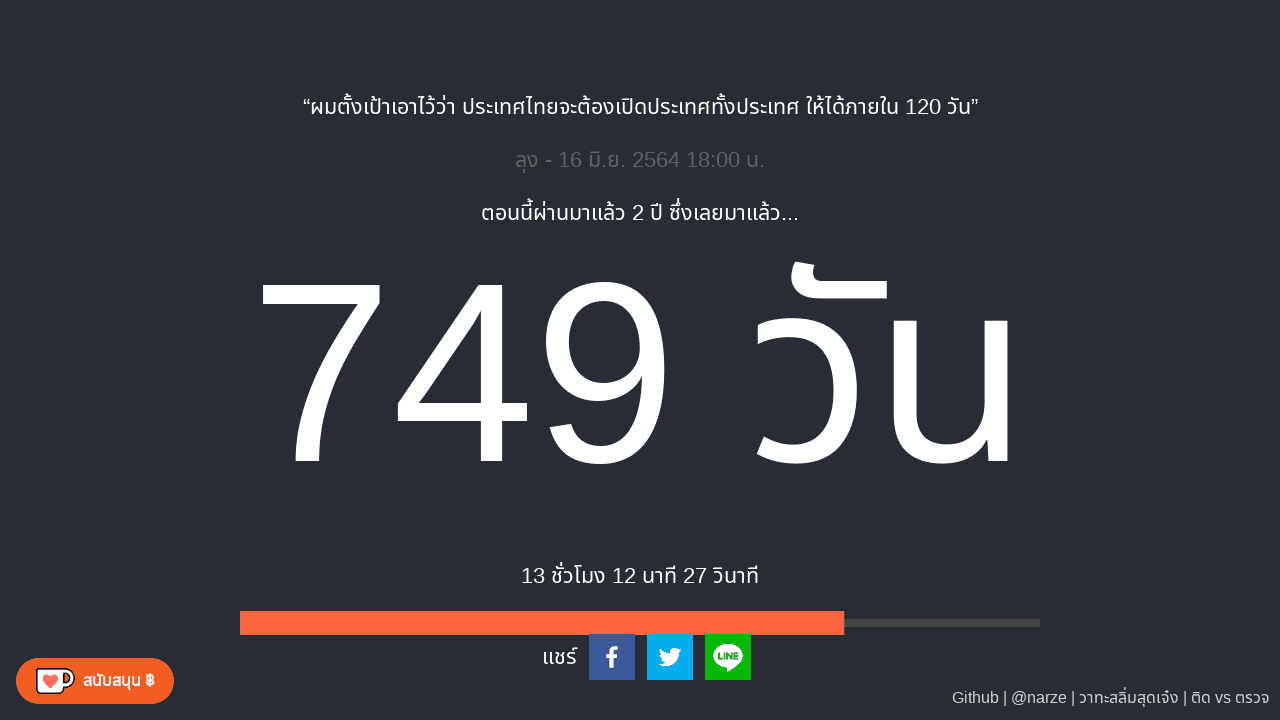 “ผมตั้งเป้าเอาไว้ว่า ประเทศไทยจะต้องเปิดประเทศทั้งประเทศ ให้ได้ภายใน 120 วัน”
ลุง - 16 มิ.ย. 2564 18:00 น.
ตอนนี้ผ่านมาแล้ว 2 ปี ซึ่งเลยมาแล้ว...
749 วัน
13 ชั่วโมง 12 นาที 27 วินาที
แชร์ LINE
สนับสนุน ฿
Github | @narze | วาทะสลิ่มสุดเจ๋ง | ติด vs ตรวจ